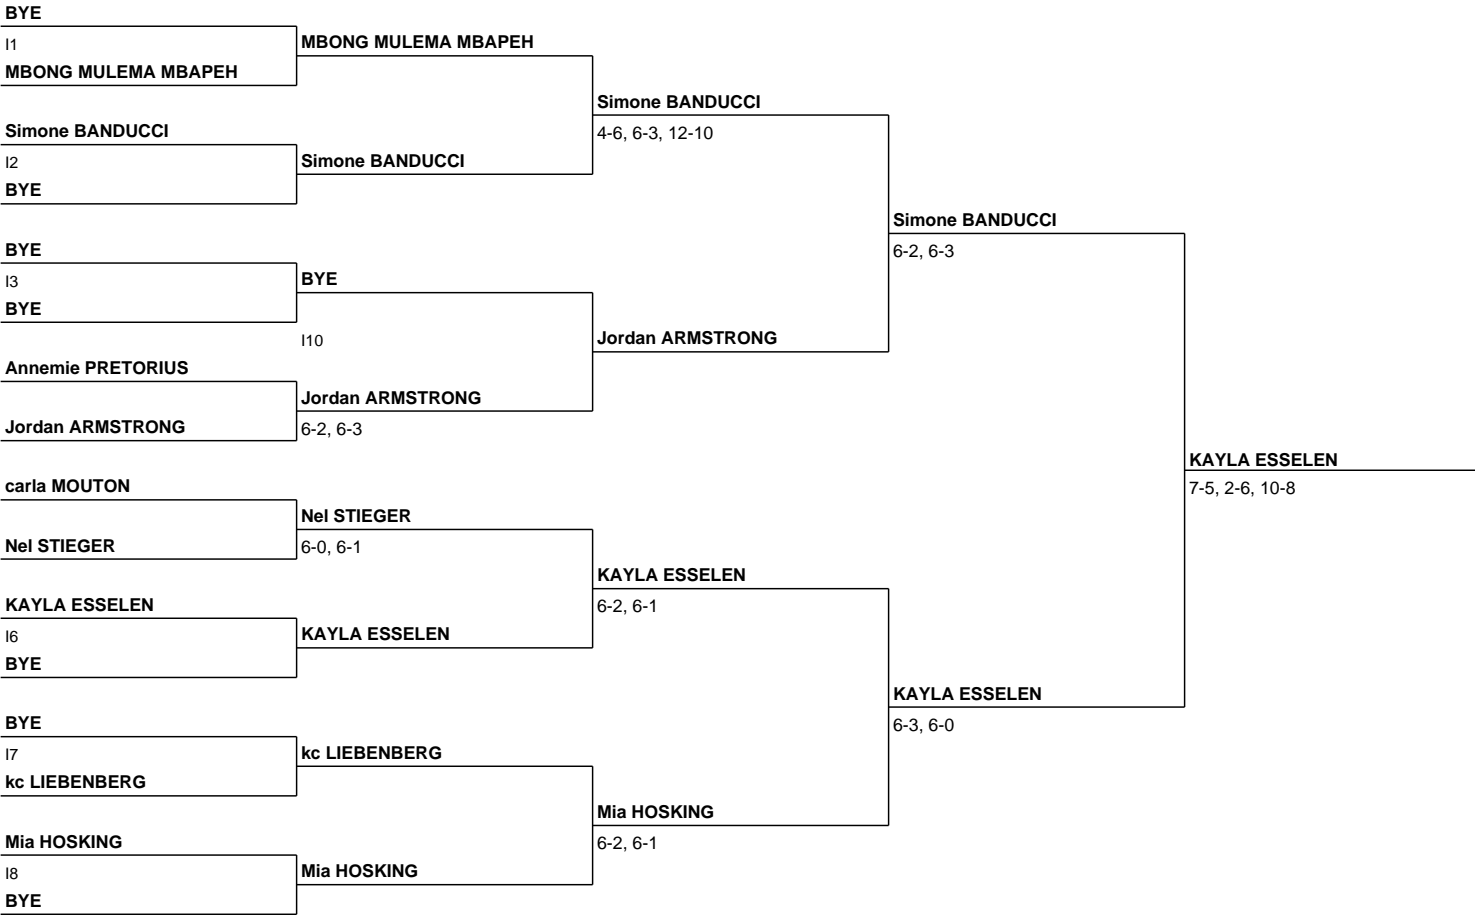 BYE
I1
MBONG MULEMA MBAPEH
Simone BANDUCCI
I2
BYE
BYE
I3
BYE
Annemie PRETORIUS
Jordan ARMSTRONG
carla MOUTON
Nel STIEGER
KAYLA ESSELEN
I6
BYE
BYE
I7
kc LIEBENBERG
Mia HOSKING
I8
BYE
MBONG MULEMA MBAPEH
Simone BANDUCCI
BYE
I10
Jordan ARMSTRONG
6-2, 6-3
Nel STIEGER
6-0, 6-1
KAYLA ESSELEN
kc LIEBENBERG
Mia HOSKING
Simone BANDUCCI
4-6, 6-3, 12-10
Jordan ARMSTRONG
KAYLA ESSELEN
6-2, 6-1
Mia HOSKING
6-2, 6-1
Simone BANDUCCI
6-2, 6-3
KAYLA ESSELEN
6-3, 6-0
KAYLA ESSELEN
7-5, 2-6, 10-8